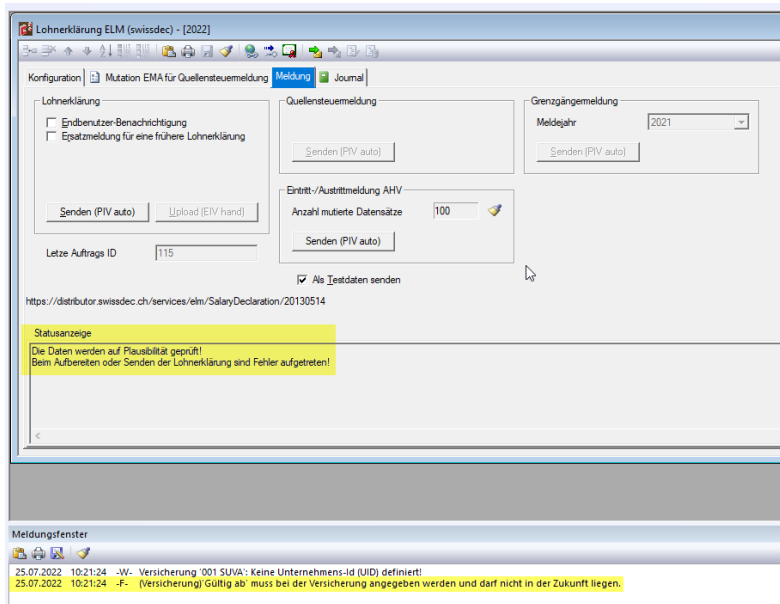 Lohnerklärung ELM (swissdec) - [2022]
Konfiguration Mutation EMA für Quellensteuermeldung Meldung Journal
Lohnerklärung
Endbenutzer-Benachrichtigung
Ersatzmeldung für eine frühere Lohnerklärung
Senden (PIV auto) Upload (EIV hand)
Letze Auftrags ID 115
Quellensteuermeldung
Senden (PIV auto)
Eintritt-/Austrittmeldung AHV
Anzahl mutierte Datensätze 100
Senden (PIV auto)
Als Testdaten senden
Grenzgängermeldung
Meldejahr 2021
Senden (PIV auto)
https://distributor.swissdec.ch/services/elm/SalaryDeclaration/20130514
Statusanzeige
Die Daten werden auf Plausibilität geprüft!
Beim Aufbereiten oder Senden der Lohnerklärung sind Fehler aufgetreten!
Meldungsfenster
25.07.2022 10:21:24 -W- Versicherung '001 SUVA': Keine Unternehmens-Id (UID) definiert!
25.07.2022 10:21:24 -F- (Versicherung)'Gültig ab' muss bei der Versicherung angegeben werden und darf nicht in der Zukunft liegen.